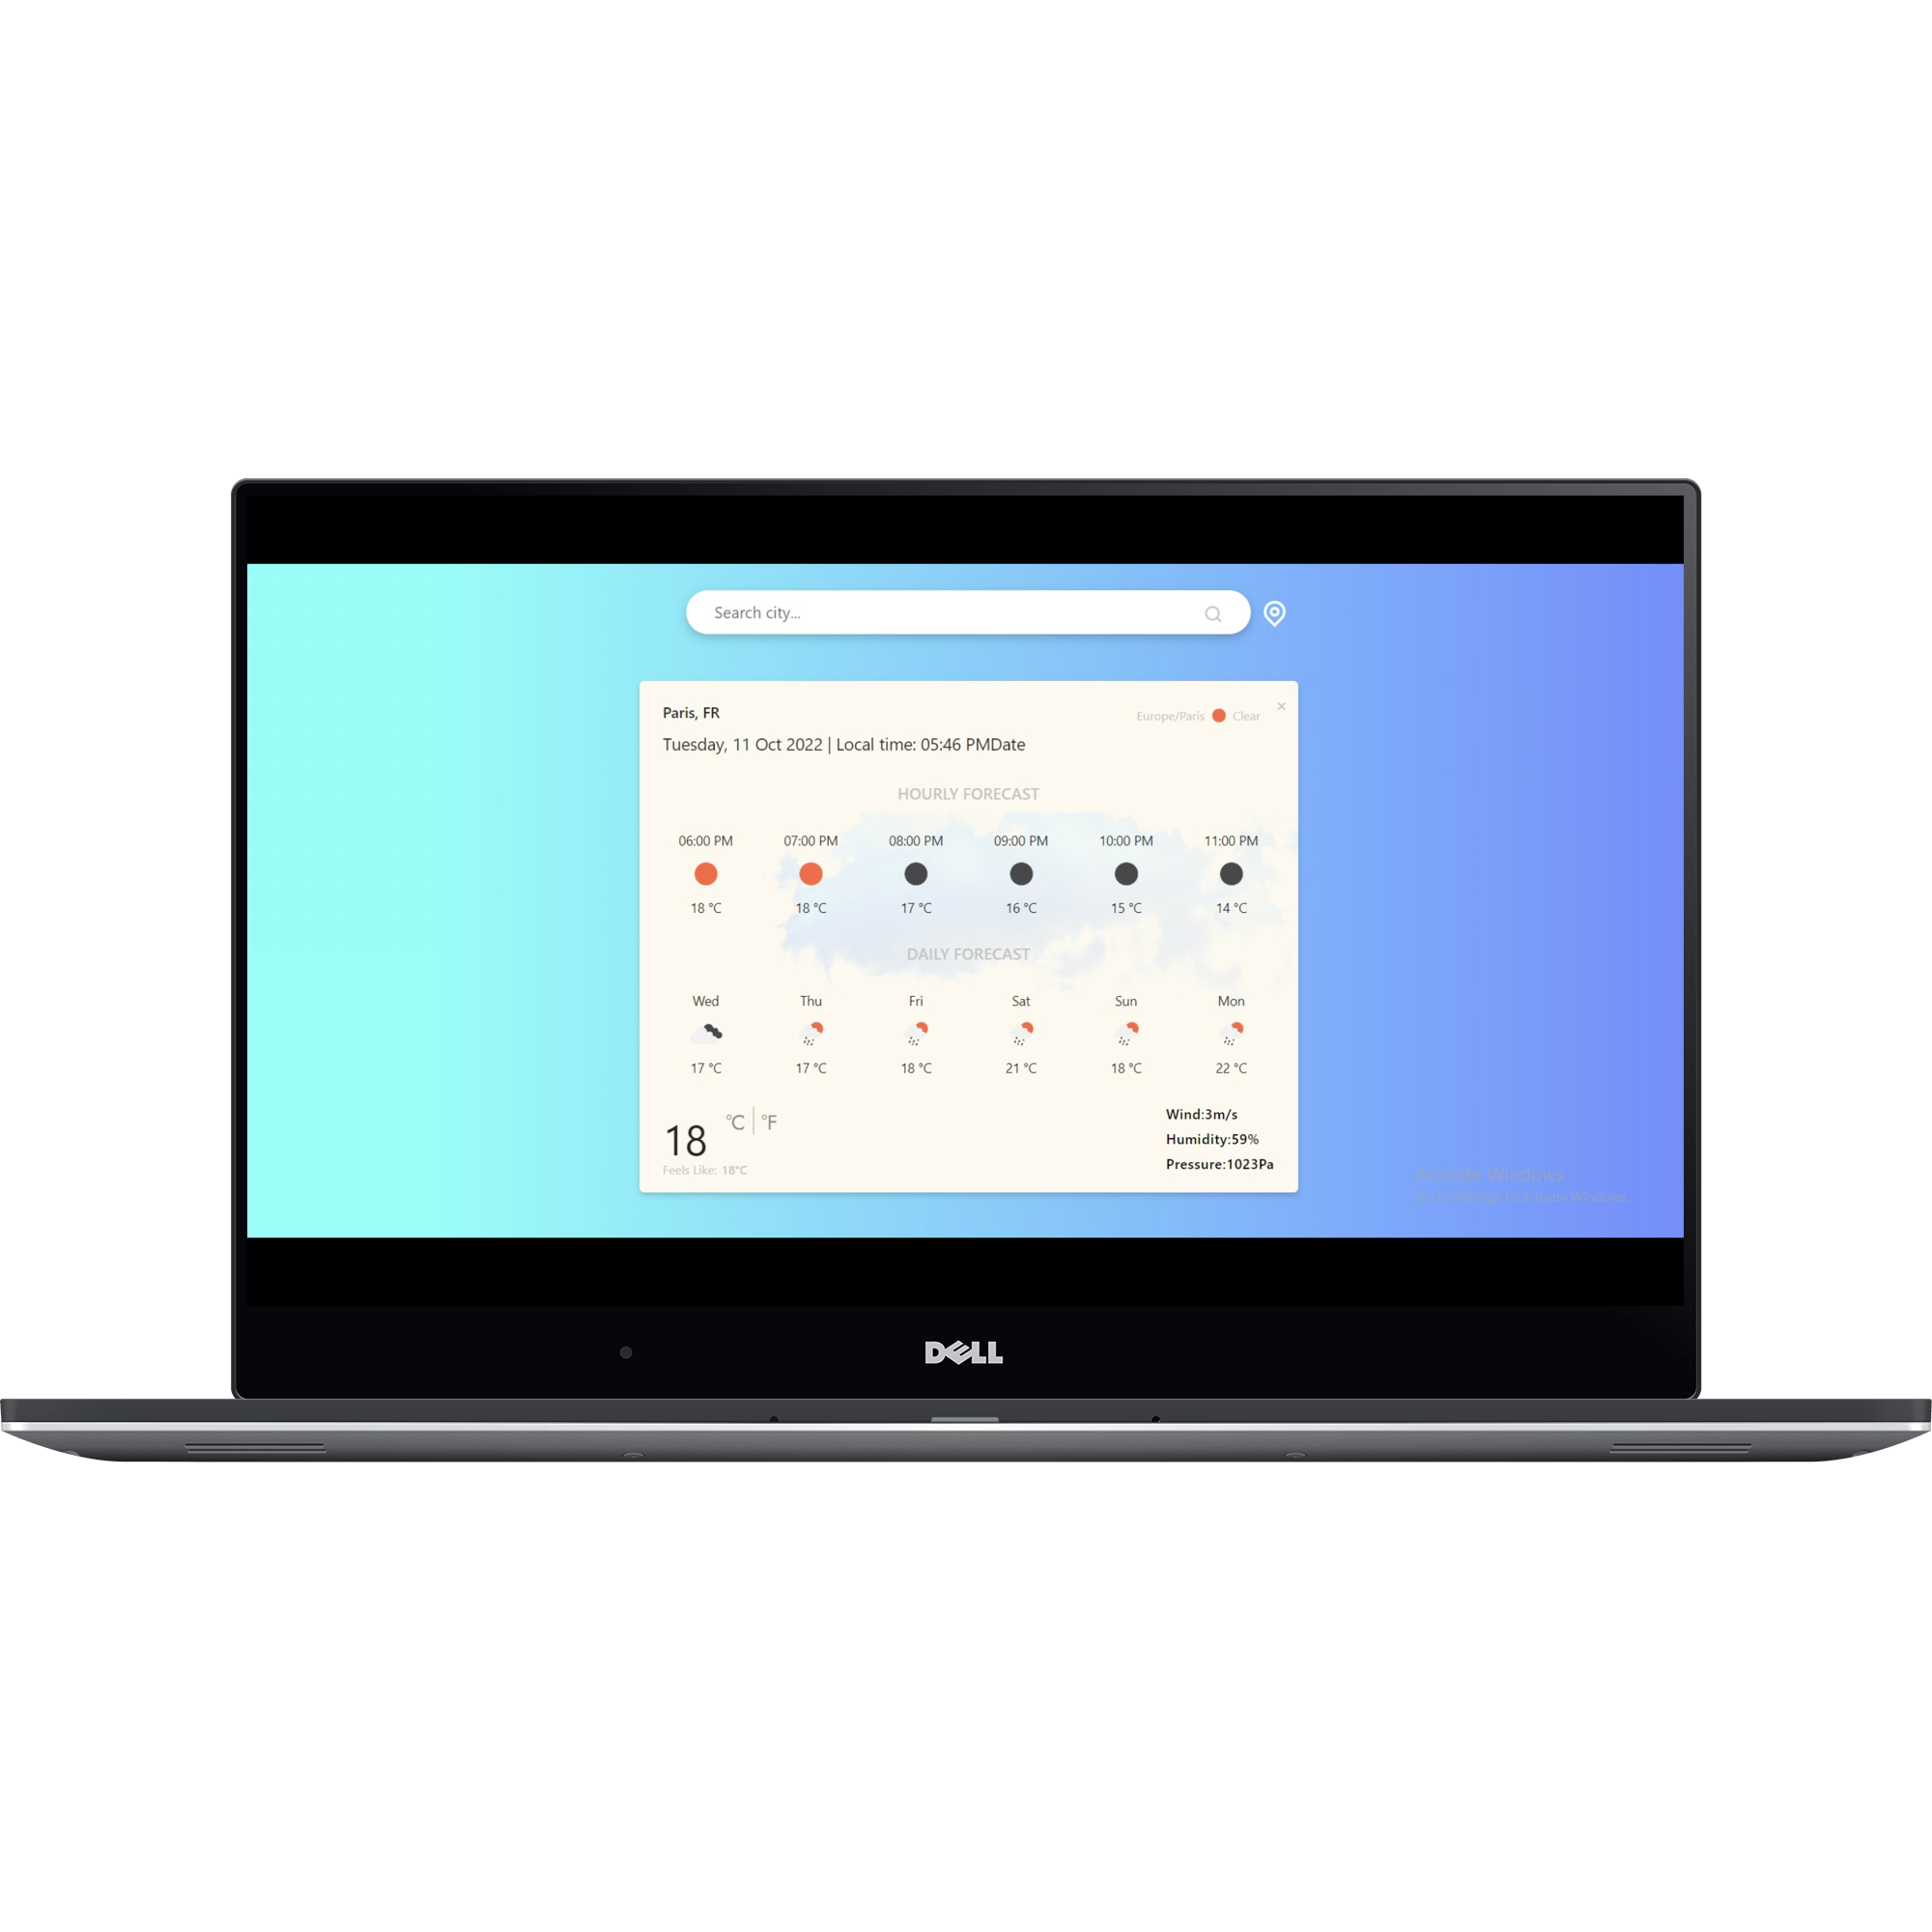 Search city...
Paris, FR
Europe/Paris Clear ×
Tuesday, 11 Oct 2022 | Local time: 05:46 PMDate
HOURLY FORECAST
06:00 PM 07:00 PM 08:00 PM 09:00 PM 10:00 PM 11:00 PM
18 °C 18 °C 17 °C 16 °C 15 °C 14 °C
DAILY FORECAST
Wed Thu Fri Sat Sun Mon
17 °C 17 °C 18 °C 21 °C 18 °C 22 °C
18 °C | °F
Feels Like: 18°C
Wind:3m/s
Humidity:59%
Pressure:1023Pa
Activate Windows
Go to Settings to activate Windows.
DELL